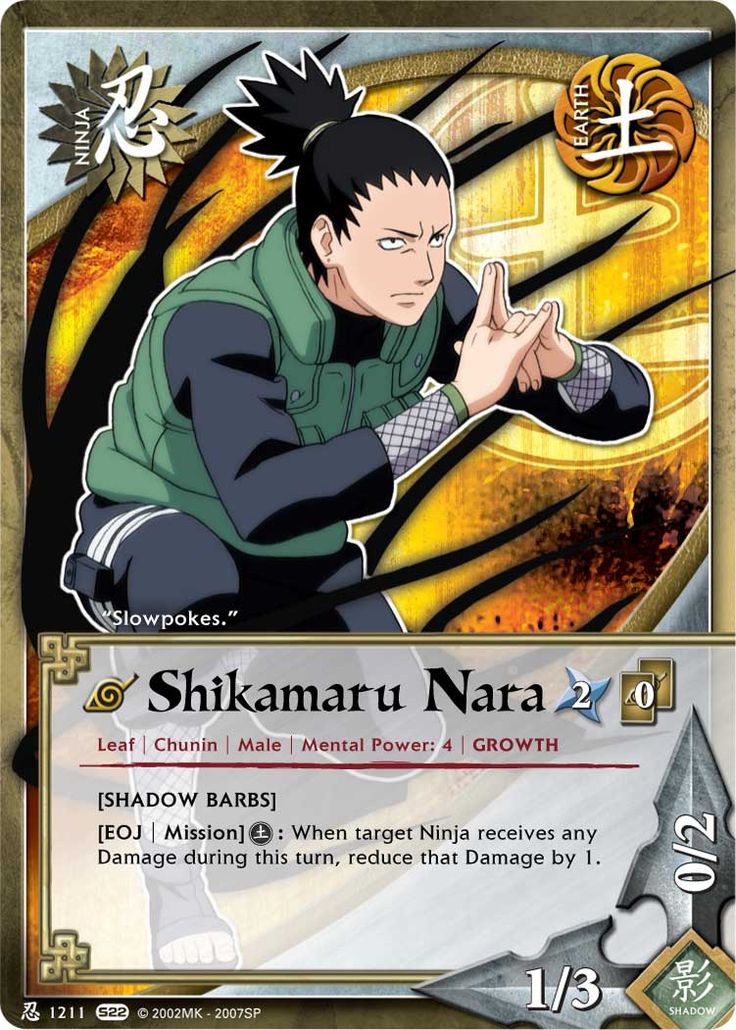 NINJA 忍
EARTH 土
"Slowpokes."
Shikamaru Nara 2 0
Leaf | Chunin | Male | Mental Power: 4 | GROWTH
[SHADOW BARBS]
[EOJ | Mission] 土 : When target Ninja receives any
Damage during this turn, reduce that Damage by 1.
0/2
1/3
影
SHADOW
忍 1211 S22 © 2002MK - 2007SP